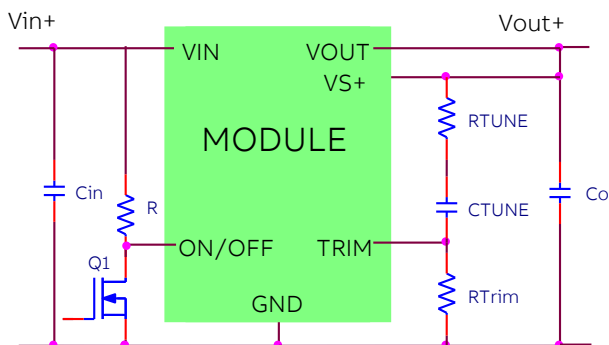 Vin+
Vout+
VIN
VOUT
VS+
RTUNE
MODULE
Cin
R
CTUNE
Co
ON/OFF
TRIM
Q1
GND
RTrim